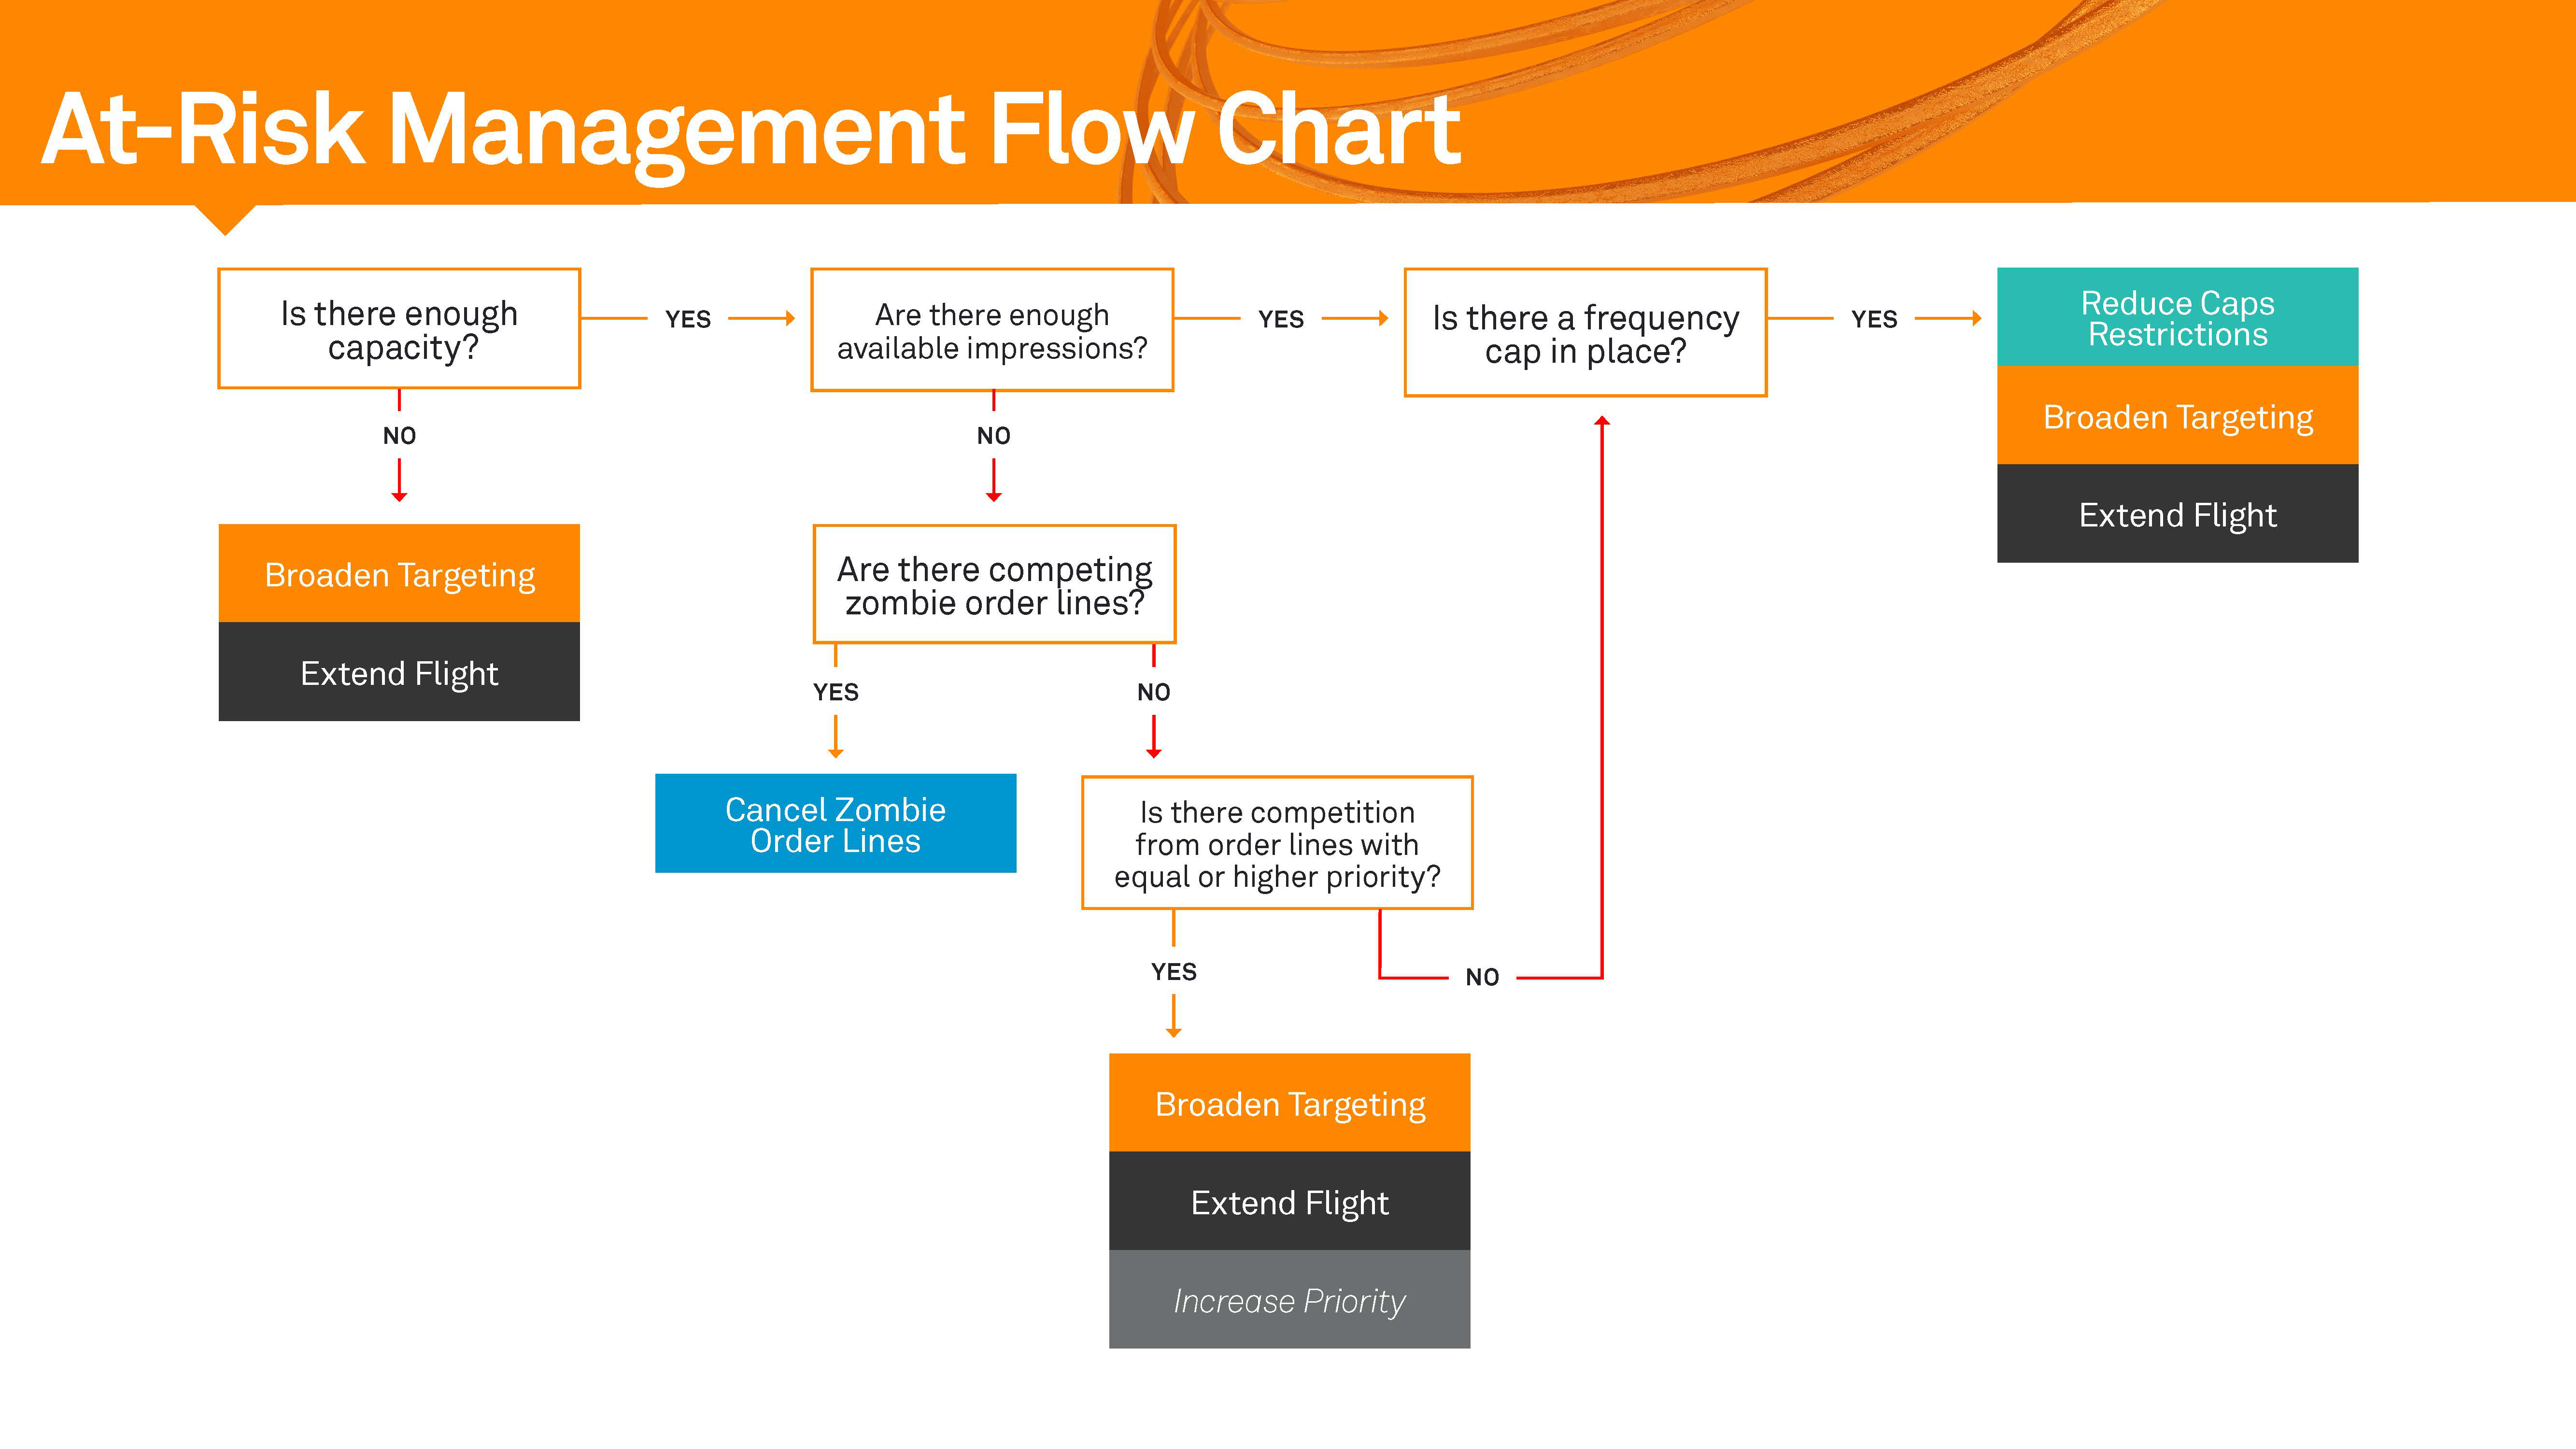 At-Risk Management Flow Chart
Is there enough
capacity?
YES
Are there enough
available impressions?
YES
Is there a frequency
cap in place?
YES
Reduce Caps
Restrictions
Broaden Targeting
Extend Flight
NO
NO
Broaden Targeting
Extend Flight
Are there competing
zombie order lines?
YES
NO
Cancel Zombie
Order Lines
Is there competition
from order lines with
equal or higher priority?
YES
NO
Broaden Targeting
Extend Flight
Increase Priority